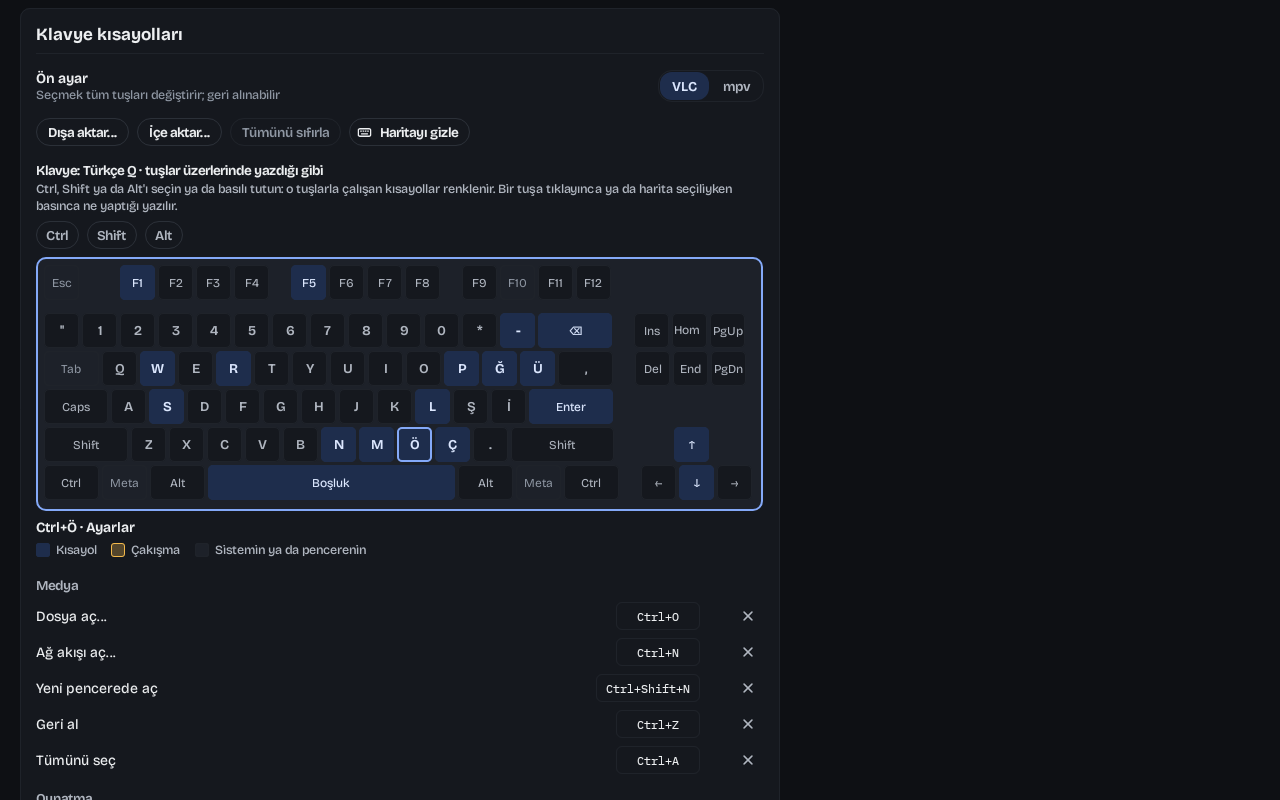 Klavye kısayolları
Ön ayar
Seçmek tüm tuşları değiştirir; geri alınabilir
VLC mpv
Dışa aktar... İçe aktar... Tümünü sıfırla Haritayı gizle
Klavye: Türkçe Q · tuşlar üzerlerinde yazdığı gibi
Ctrl, Shift ya da Alt'ı seçin ya da basılı tutun: o tuşlarla çalışan kısayollar renklenir. Bir tuşa tıklayınca ya da harita seçiliyken
basınca ne yaptığı yazılır.
Ctrl Shift Alt
Esc F1 F2 F3 F4 F5 F6 F7 F8 F9 F10 F11 F12
" 1 2 3 4 5 6 7 8 9 0 * - ⌫ Ins Hom PgUp
Tab Q W E R T Y U I O P Ğ Ü , Del End PgDn
Caps A S D F G H J K L Ş İ Enter
Shift Z X C V B N M Ö Ç . Shift ↑
Ctrl Meta Alt Boşluk Alt Meta Ctrl ← ↓ →
Ctrl+Ö · Ayarlar
Kısayol Çakışma Sistemin ya da pencerenin
Medya
Dosya aç... Ctrl+O
Ağ akışı aç... Ctrl+N
Yeni pencerede aç Ctrl+Shift+N
Geri al Ctrl+Z
Tümünü seç Ctrl+A
Oynatma